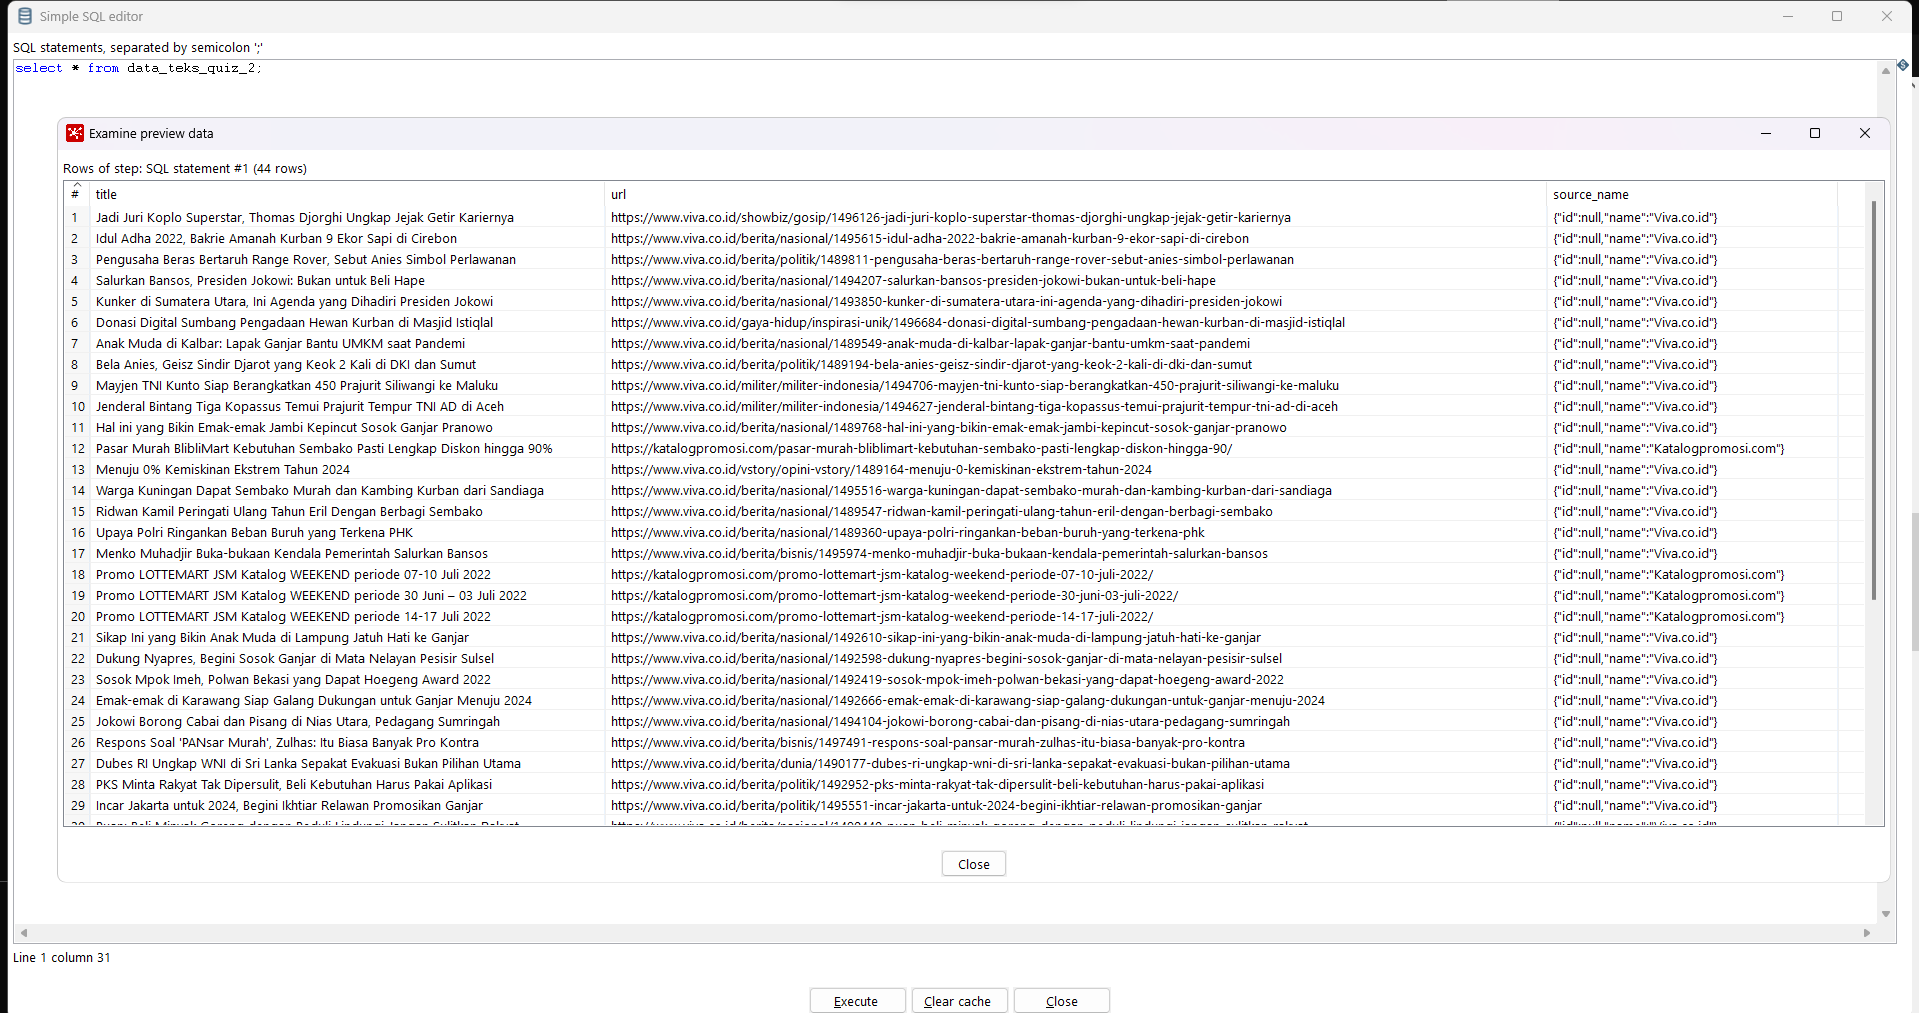 Simple SQL editor
SQL statements, separated by semicolon ';'
select * from data_teks_quiz_2;
Examine preview data
Rows of step: SQL statement #1 (44 rows)
# title url source_name
1 Jadi Juri Koplo Superstar, Thomas Djorghi Ungkap Jejak Getir Kariernya https://www.viva.co.id/showbiz/gosip/1496126-jadi-juri-koplo-superstar-thomas-djorghi-ungkap-jejak-getir-kariernya {"id":null,"name":"Viva.co.id"}
2 Idul Adha 2022, Bakrie Amanah Kurban 9 Ekor Sapi di Cirebon https://www.viva.co.id/berita/nasional/1495615-idul-adha-2022-bakrie-amanah-kurban-9-ekor-sapi-di-cirebon {"id":null,"name":"Viva.co.id"}
3 Pengusaha Beras Bertaruh Range Rover, Sebut Anies Simbol Perlawanan https://www.viva.co.id/berita/politik/1489811-pengusaha-beras-bertaruh-range-rover-sebut-anies-simbol-perlawanan {"id":null,"name":"Viva.co.id"}
4 Salurkan Bansos, Presiden Jokowi: Bukan untuk Beli Hape https://www.viva.co.id/berita/nasional/1494207-salurkan-bansos-presiden-jokowi-bukan-untuk-beli-hape {"id":null,"name":"Viva.co.id"}
5 Kunker di Sumatera Utara, Ini Agenda yang Dihadiri Presiden Jokowi https://www.viva.co.id/berita/nasional/1493850-kunker-di-sumatera-utara-ini-agenda-yang-dihadiri-presiden-jokowi {"id":null,"name":"Viva.co.id"}
6 Donasi Digital Sumbang Pengadaan Hewan Kurban di Masjid Istiqlal https://www.viva.co.id/gaya-hidup/inspirasi-unik/1496684-donasi-digital-sumbang-pengadaan-hewan-kurban-di-masjid-istiqlal {"id":null,"name":"Viva.co.id"}
7 Anak Muda di Kalbar: Lapak Ganjar Bantu UMKM saat Pandemi https://www.viva.co.id/berita/nasional/1489549-anak-muda-di-kalbar-lapak-ganjar-bantu-umkm-saat-pandemi {"id":null,"name":"Viva.co.id"}
8 Bela Anies, Geisz Sindir Djarot yang Keok 2 Kali di DKI dan Sumut https://www.viva.co.id/berita/politik/1489194-bela-anies-geisz-sindir-djarot-yang-keok-2-kali-di-dki-dan-sumut {"id":null,"name":"Viva.co.id"}
9 Mayjen TNI Kunto Siap Berangkatkan 450 Prajurit Siliwangi ke Maluku https://www.viva.co.id/militer/militer-indonesia/1494706-mayjen-tni-kunto-siap-berangkatkan-450-prajurit-siliwangi-ke-maluku {"id":null,"name":"Viva.co.id"}
10 Jenderal Bintang Tiga Kopassus Temui Prajurit Tempur TNI AD di Aceh https://www.viva.co.id/militer/militer-indonesia/1494627-jenderal-bintang-tiga-kopassus-temui-prajurit-tempur-tni-ad-di-aceh {"id":null,"name":"Viva.co.id"}
11 Hal ini yang Bikin Emak-emak Jambi Kepincut Sosok Ganjar Pranowo https://www.viva.co.id/berita/nasional/1489768-hal-ini-yang-bikin-emak-emak-jambi-kepincut-sosok-ganjar-pranowo {"id":null,"name":"Viva.co.id"}
12 Pasar Murah BlibliMart Kebutuhan Sembako Pasti Lengkap Diskon hingga 90% https://katalogpromosi.com/pasar-murah-bliblimart-kebutuhan-sembako-pasti-lengkap-diskon-hingga-90/ {"id":null,"name":"Katalogpromosi.com"}
13 Menuju 0% Kemiskinan Ekstrem Tahun 2024 https://www.viva.co.id/vstory/opini-vstory/1489164-menuju-0-kemiskinan-ekstrem-tahun-2024 {"id":null,"name":"Viva.co.id"}
14 Warga Kuningan Dapat Sembako Murah dan Kambing Kurban dari Sandiaga https://www.viva.co.id/berita/nasional/1495516-warga-kuningan-dapat-sembako-murah-dan-kambing-kurban-dari-sandiaga {"id":null,"name":"Viva.co.id"}
15 Ridwan Kamil Peringati Ulang Tahun Eril Dengan Berbagi Sembako https://www.viva.co.id/berita/nasional/1489547-ridwan-kamil-peringati-ulang-tahun-eril-dengan-berbagi-sembako {"id":null,"name":"Viva.co.id"}
16 Upaya Polri Ringankan Beban Buruh yang Terkena PHK https://www.viva.co.id/berita/nasional/1489360-upaya-polri-ringankan-beban-buruh-yang-terkena-phk {"id":null,"name":"Viva.co.id"}
17 Menko Muhadjir Buka-bukaan Kendala Pemerintah Salurkan Bansos https://www.viva.co.id/berita/bisnis/1495974-menko-muhadjir-buka-bukaan-kendala-pemerintah-salurkan-bansos {"id":null,"name":"Viva.co.id"}
18 Promo LOTTEMART JSM Katalog WEEKEND periode 07-10 Juli 2022 https://katalogpromosi.com/promo-lottemart-jsm-katalog-weekend-periode-07-10-juli-2022/ {"id":null,"name":"Katalogpromosi.com"}
19 Promo LOTTEMART JSM Katalog WEEKEND periode 30 Juni – 03 Juli 2022 https://katalogpromosi.com/promo-lottemart-jsm-katalog-weekend-periode-30-juni-03-juli-2022/ {"id":null,"name":"Katalogpromosi.com"}
20 Promo LOTTEMART JSM Katalog WEEKEND periode 14-17 Juli 2022 https://katalogpromosi.com/promo-lottemart-jsm-katalog-weekend-periode-14-17-juli-2022/ {"id":null,"name":"Katalogpromosi.com"}
21 Sikap Ini yang Bikin Anak Muda di Lampung Jatuh Hati ke Ganjar https://www.viva.co.id/berita/nasional/1492610-sikap-ini-yang-bikin-anak-muda-di-lampung-jatuh-hati-ke-ganjar {"id":null,"name":"Viva.co.id"}
22 Dukung Nyapres, Begini Sosok Ganjar di Mata Nelayan Pesisir Sulsel https://www.viva.co.id/berita/nasional/1492598-dukung-nyapres-begini-sosok-ganjar-di-mata-nelayan-pesisir-sulsel {"id":null,"name":"Viva.co.id"}
23 Sosok Mpok Imeh, Polwan Bekasi yang Dapat Hoegeng Award 2022 https://www.viva.co.id/berita/nasional/1492419-sosok-mpok-imeh-polwan-bekasi-yang-dapat-hoegeng-award-2022 {"id":null,"name":"Viva.co.id"}
24 Emak-emak di Karawang Siap Galang Dukungan untuk Ganjar Menuju 2024 https://www.viva.co.id/berita/nasional/1492666-emak-emak-di-karawang-siap-galang-dukungan-untuk-ganjar-menuju-2024 {"id":null,"name":"Viva.co.id"}
25 Jokowi Borong Cabai dan Pisang di Nias Utara, Pedagang Sumringah https://www.viva.co.id/berita/nasional/1494104-jokowi-borong-cabai-dan-pisang-di-nias-utara-pedagang-sumringah {"id":null,"name":"Viva.co.id"}
26 Respons Soal 'PANsar Murah', Zulhas: Itu Biasa Banyak Pro Kontra https://www.viva.co.id/berita/bisnis/1497491-respons-soal-pansar-murah-zulhas-itu-biasa-banyak-pro-kontra {"id":null,"name":"Viva.co.id"}
27 Dubes RI Ungkap WNI di Sri Lanka Sepakat Evakuasi Bukan Pilihan Utama https://www.viva.co.id/berita/dunia/1490177-dubes-ri-ungkap-wni-di-sri-lanka-sepakat-evakuasi-bukan-pilihan-utama {"id":null,"name":"Viva.co.id"}
28 PKS Minta Rakyat Tak Dipersulit, Beli Kebutuhan Harus Pakai Aplikasi https://www.viva.co.id/berita/politik/1492952-pks-minta-rakyat-tak-dipersulit-beli-kebutuhan-harus-pakai-aplikasi {"id":null,"name":"Viva.co.id"}
29 Incar Jakarta untuk 2024, Begini Ikhtiar Relawan Promosikan Ganjar https://www.viva.co.id/berita/politik/1495551-incar-jakarta-untuk-2024-begini-ikhtiar-relawan-promosikan-ganjar {"id":null,"name":"Viva.co.id"}
Close
Line 1 column 31
Execute Clear cache Close